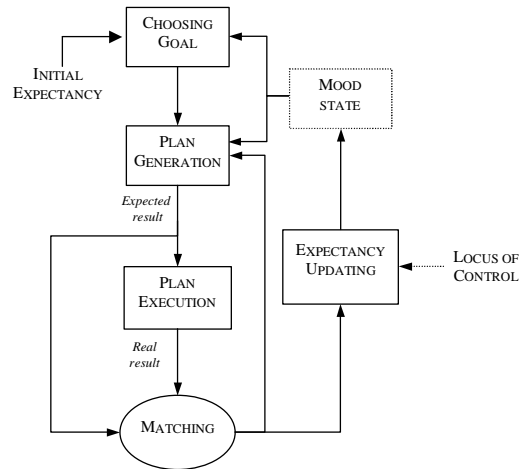 CHOOSING
GOAL
INITIAL
EXPECTANCY
MOOD
STATE
PLAN
GENERATION
Expected
result
EXPECTANCY
UPDATING
LOCUS OF
CONTROL
PLAN
EXECUTION
Real
result
MATCHING